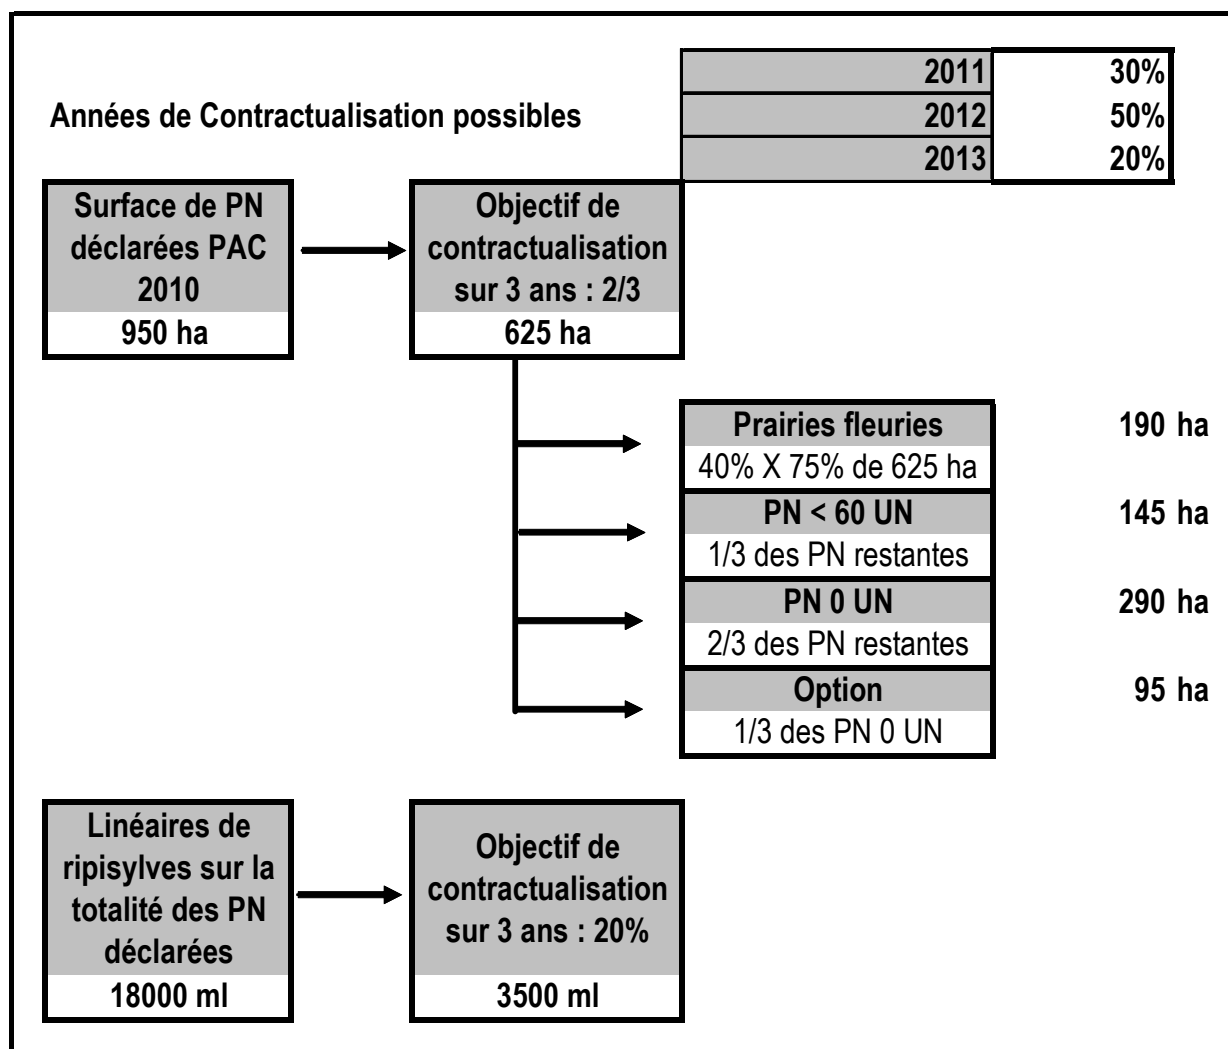 2011 30%
Années de Contractualisation possibles 2012 50%
2013 20%
Surface de PN
déclarées PAC
2010
950 ha
Objectif de
contractualisation
sur 3 ans : 2/3
625 ha
Prairies fleuries 190 ha
40% X 75% de 625 ha
PN < 60 UN 145 ha
1/3 des PN restantes
PN 0 UN 290 ha
2/3 des PN restantes
Option 95 ha
1/3 des PN 0 UN
Linéaires de
ripisylves sur la
totalité des PN
déclarées
18000 ml
Objectif de
contractualisation
sur 3 ans : 20%
3500 ml